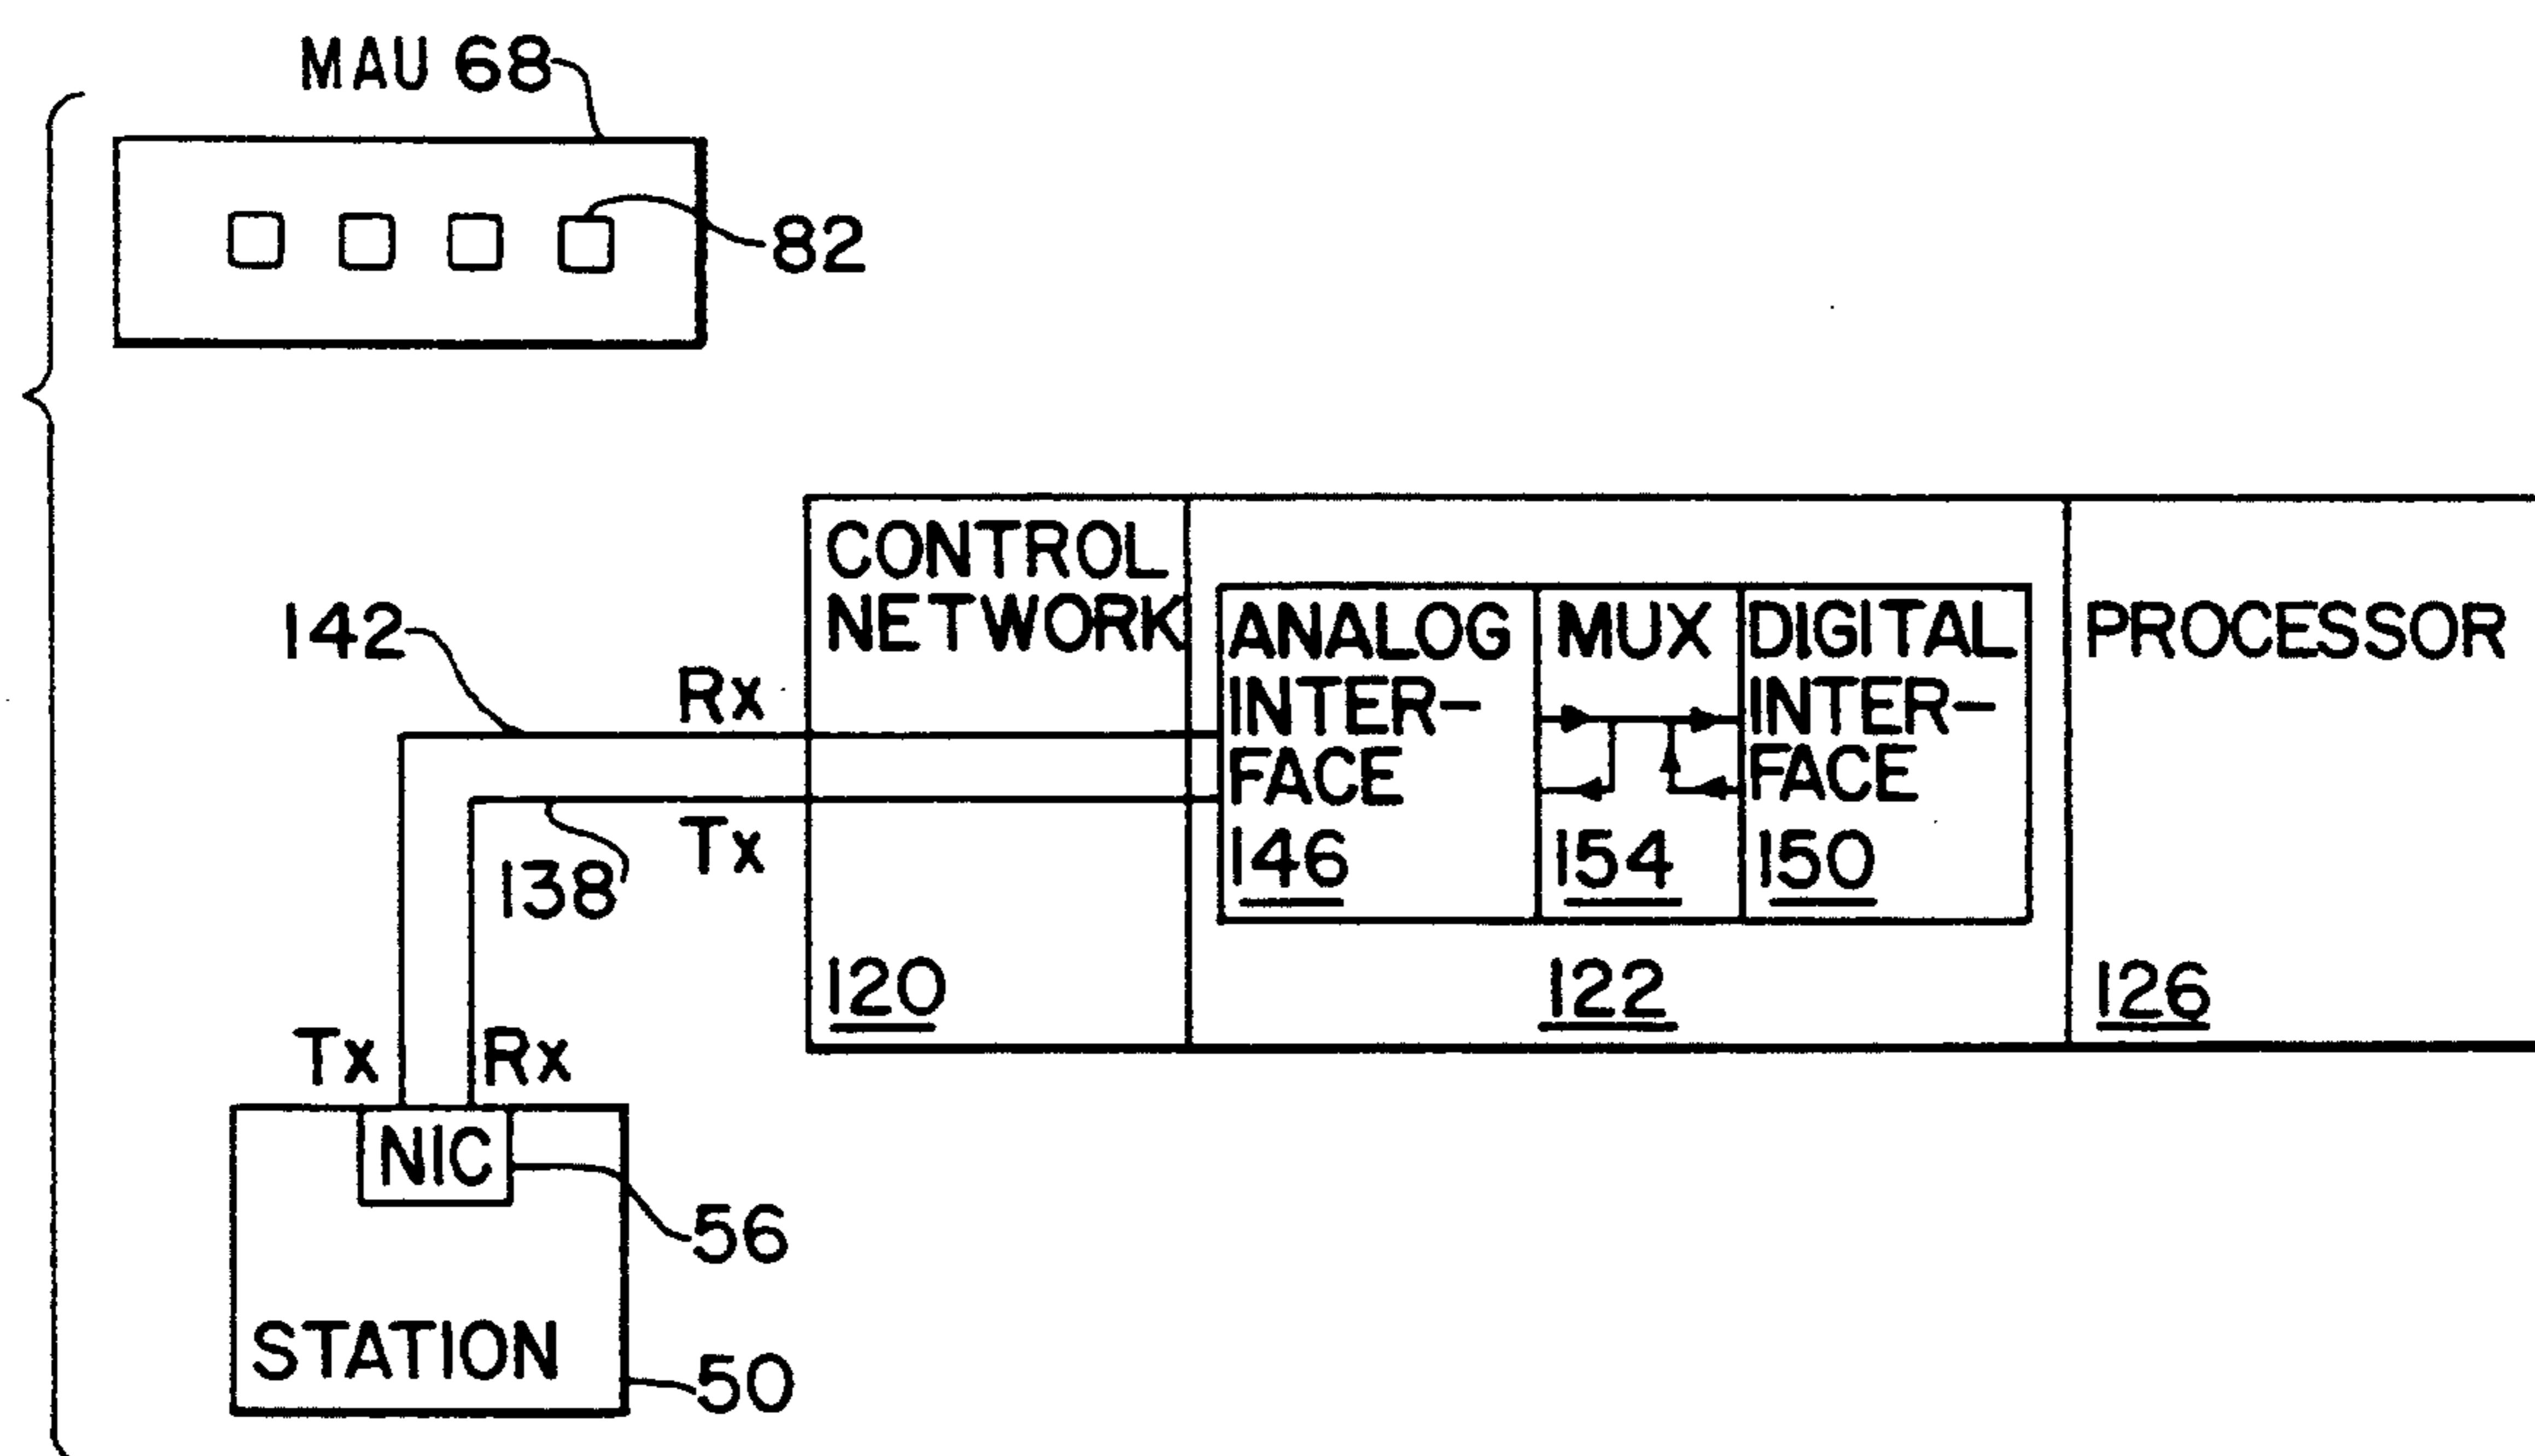 MAU 68
82
CONTROL
NETWORK
120
ANALOG
INTER-
FACE
146
MUX
154
DIGITAL
INTER-
FACE
150
122
PROCESSOR
126
142
Rx
138
Tx
Tx
Rx
NIC
56
STATION
50